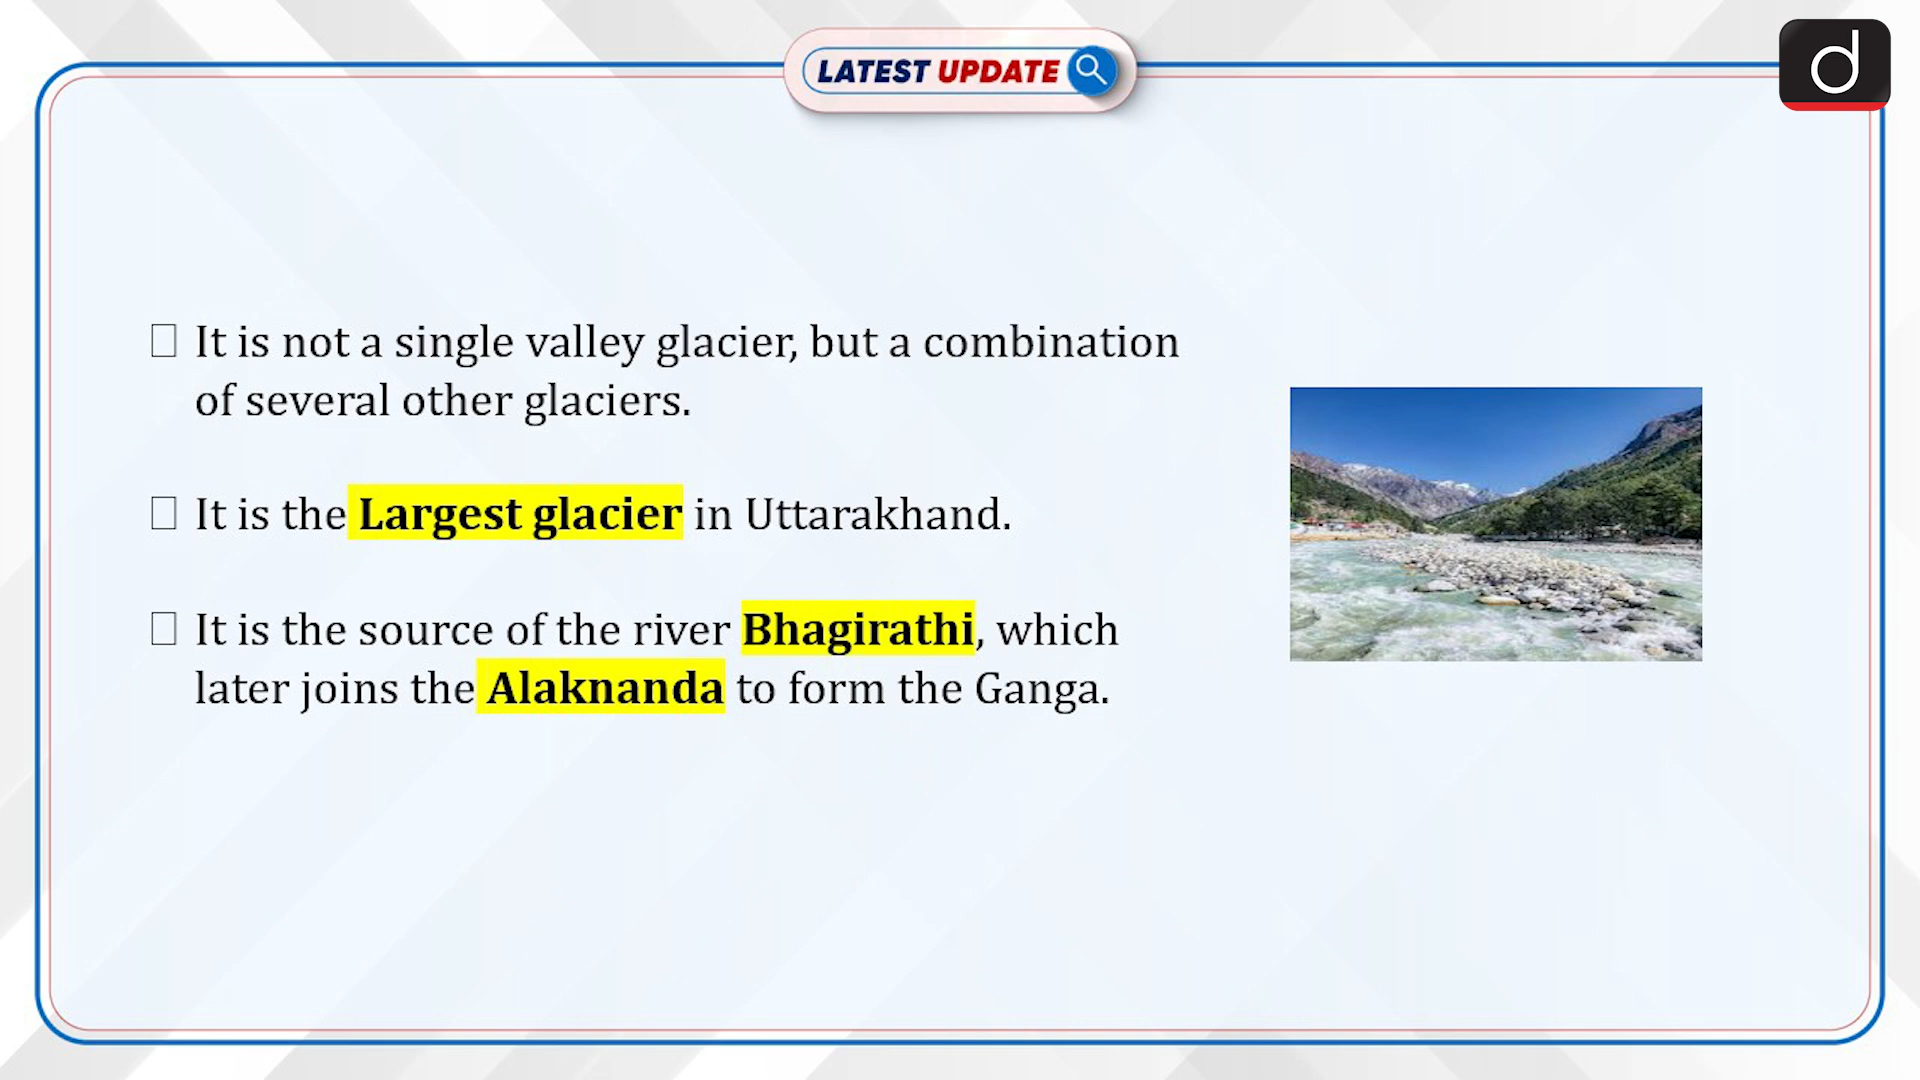 LATEST UPDATE
d
It is not a single valley glacier, but a combination
of several other glaciers.
It is the Largest glacier in Uttarakhand.
It is the source of the river Bhagirathi, which
later joins the Alaknanda to form the Ganga.